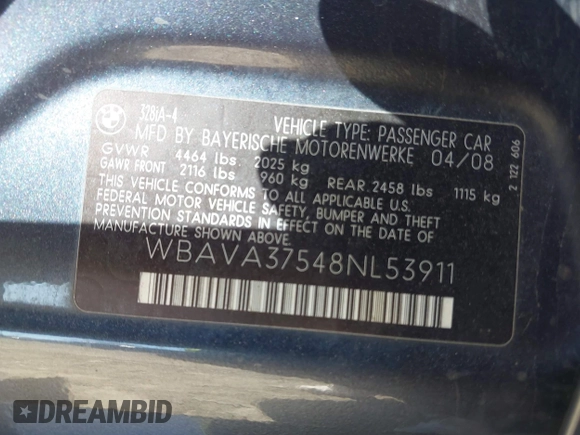 BMW
328iA-4
VEHICLE TYPE: PASSENGER CAR
MFD BY BAYERISCHE MOTORENWERKE 04/08
GVWR 4464 lbs. 2025 kg
GAWR FRONT 2116 lbs 960 kg REAR. 2458 lbs 1115 kg
THIS VEHICLE CONFORMS TO ALL APPLICABLE U.S.
FEDERAL MOTOR VEHICLE SAFETY, BUMPER AND THEFT
PREVENTION STANDARDS IN EFFECT ON THE DATE OF
MANUFACTURE SHOWN ABOVE.
WBAVA37548NL53911
2 122 606
DREAMBID